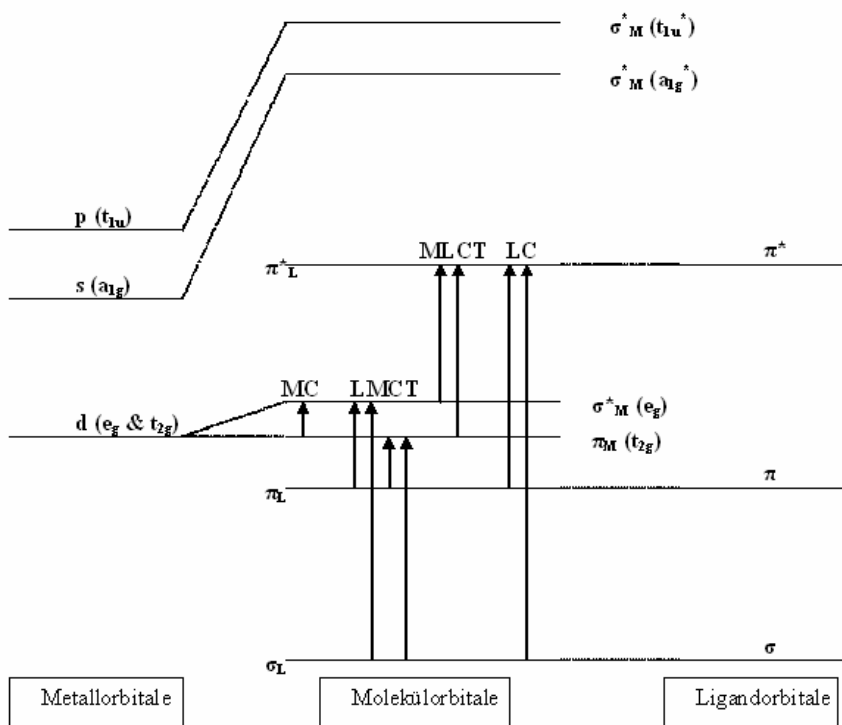 σ*M (t1u*)
σ*M (a1g*)
p (t1u)
MLCT LC
π*L
π*
s (a1g)
MC LMCT
σ*M (eg)
d (eg & t2g)
πM (t2g)
πL
π
σL
σ
Metallorbitale
Molekülorbitale
Ligandorbitale